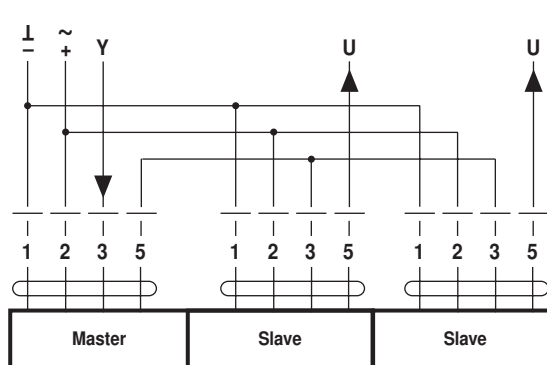 ⊥ ~ Y U U
− +
1 2 3 5 1 2 3 5 1 2 3 5
Master Slave Slave